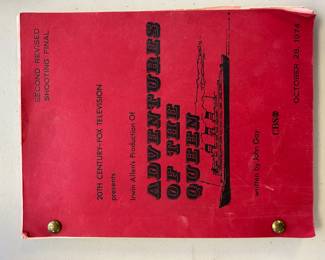 SECOND REVISED
SHOOTING FINAL
20TH CENTURY-FOX TELEVISION
presents
Irwin Allen's Production Of
ADVENTURES
OF THE
QUEEN
written by John Gay
CBS
OCTOBER 28, 1974